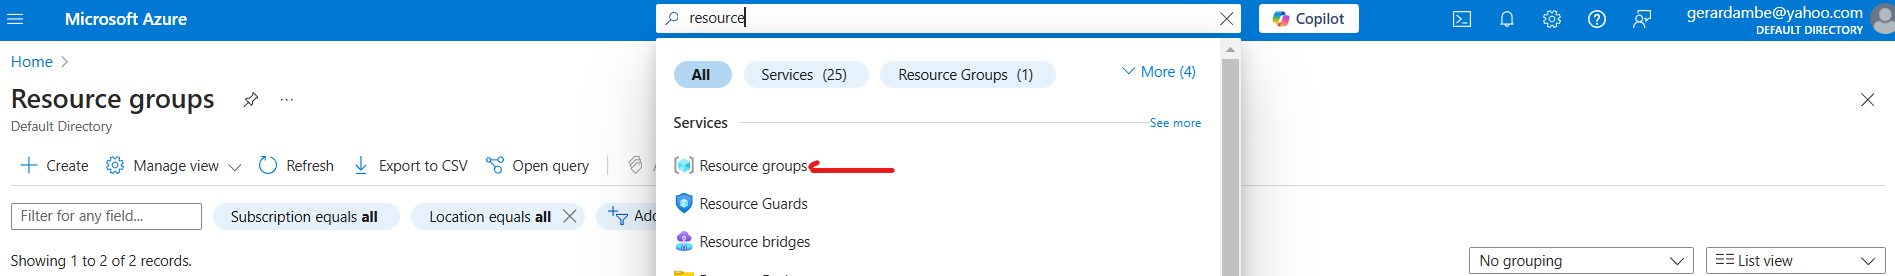 Microsoft Azure
resource
Copilot
gerardambe@yahoo.com
DEFAULT DIRECTORY
Home
Resource groups
...
Default Directory
Create
Manage view
Refresh
Export to CSV
Open query
Filter for any field...
Subscription equals all
Location equals all
Showing 1 to 2 of 2 records.
All
Services (25)
Resource Groups (1)
More (4)
Services
See more
Resource groups
Resource Guards
Resource bridges
No grouping
List view